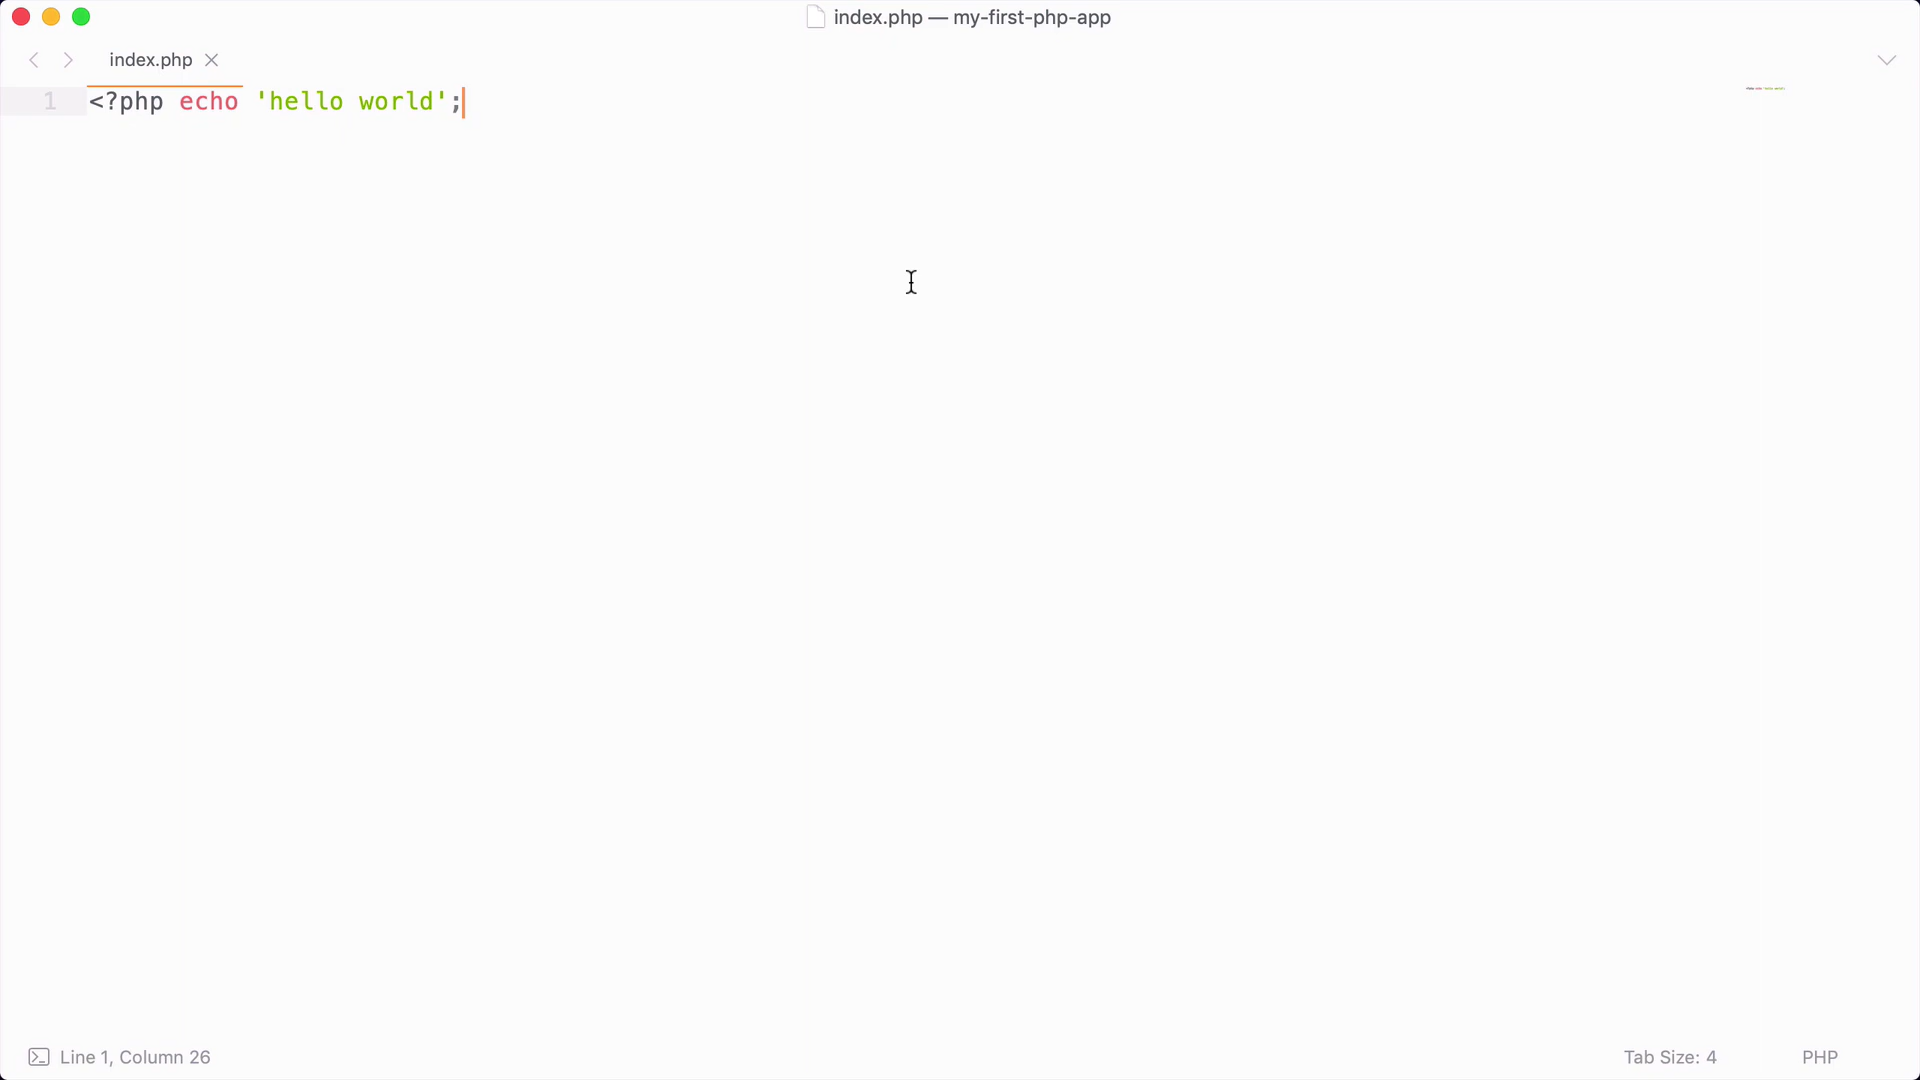 index.php — my-first-php-app
index.php
1 <?php echo 'hello world';
Line 1, Column 26
Tab Size: 4
PHP